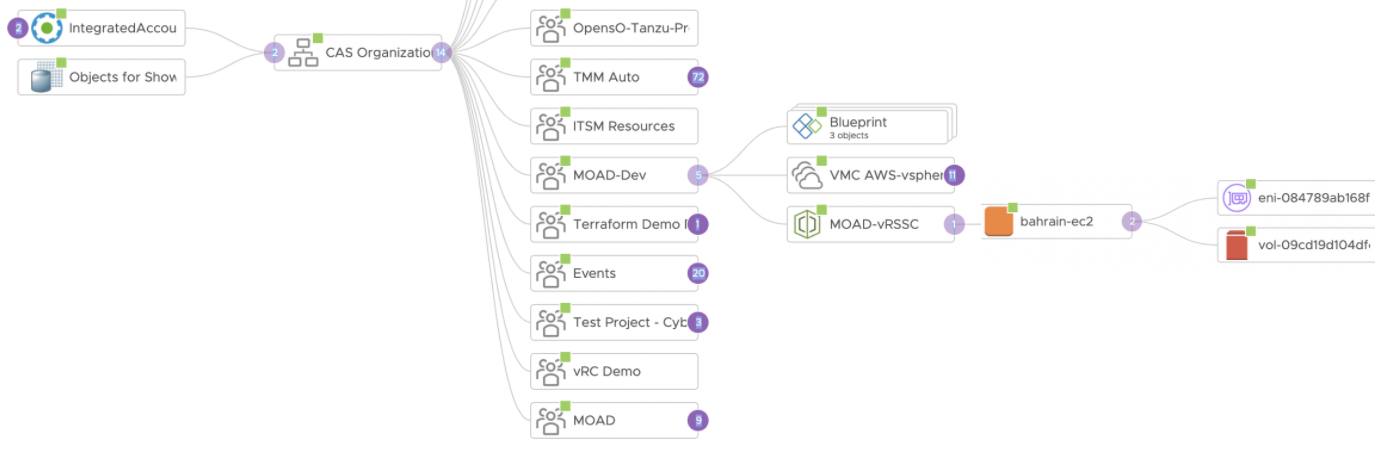 2
IntegratedAccou
Objects for Show
2
CAS Organizatio
14
OpensO-Tanzu-Pr
TMM Auto
72
ITSM Resources
MOAD-Dev
5
Terraform Demo
1
Events
20
Test Project - Cyb
3
vRC Demo
MOAD
9
Blueprint
3 objects
VMC AWS-vspher
11
MOAD-vRSSC
1
bahrain-ec2
2
eni-084789ab168f
vol-09cd19d104df